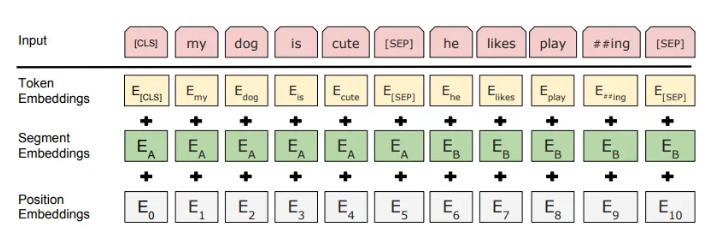 Input [CLS] my dog is cute [SEP] he likes play ##ing [SEP]
Token Embeddings E[CLS] Emy Edog Eis Ecute E[SEP] Ehe Elikes Eplay E##ing E[SEP]
+ + + + + + + + + + +
Segment Embeddings EA EA EA EA EA EA EB EB EB EB EB
+ + + + + + + + + + +
Position Embeddings E0 E1 E2 E3 E4 E5 E6 E7 E8 E9 E10